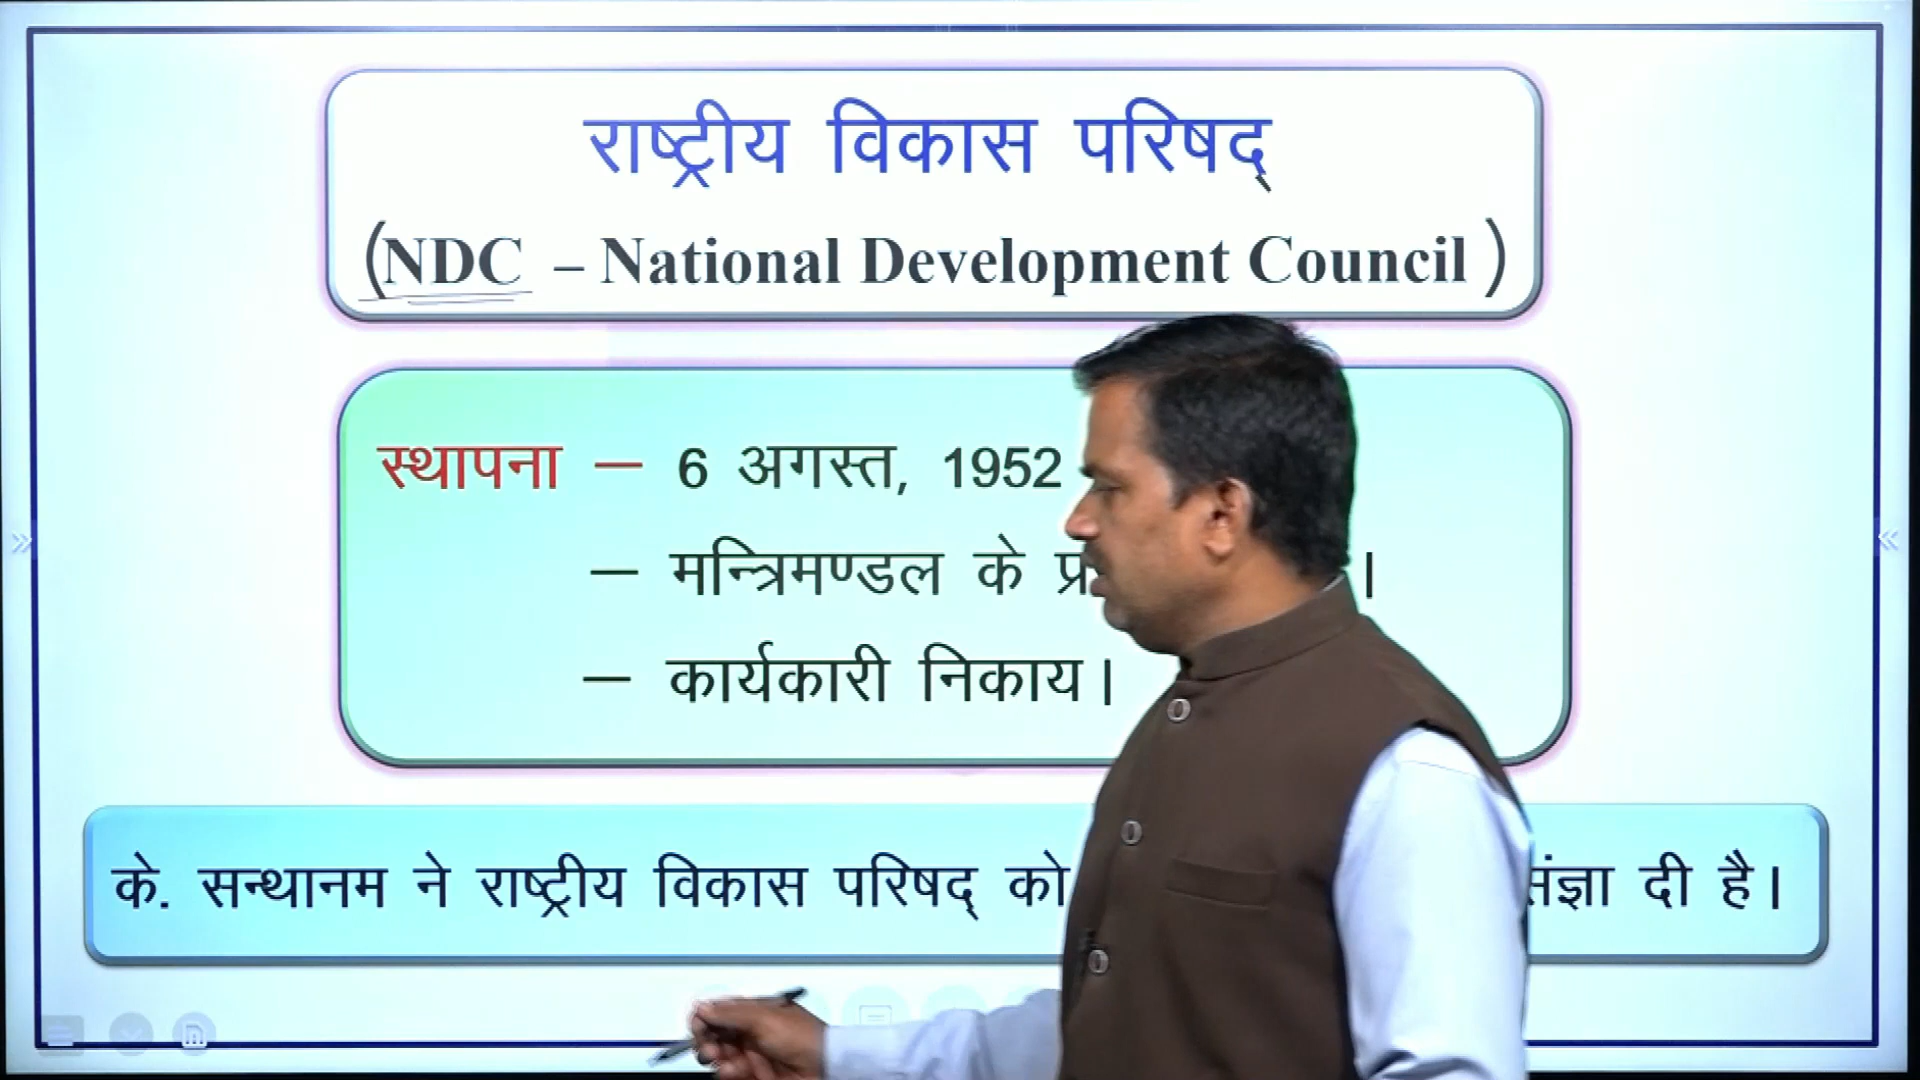 राष्ट्रीय विकास परिषद्
(NDC – National Development Council)
स्थापना – 6 अगस्त, 1952
– मन्त्रिमण्डल के ।
– कार्यकारी निकाय।
के. सन्थानम ने राष्ट्रीय विकास परिषद् को संज्ञा दी है।